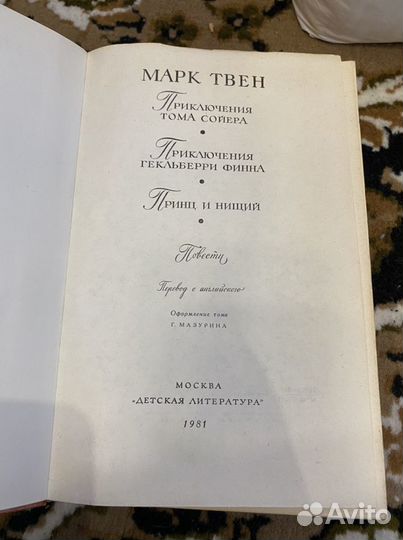 МАРК ТВЕН
ПРИКЛЮЧЕНИЯ
ТОМА СОЙЕРА
ПРИКЛЮЧЕНИЯ
ГЕКЛЬБЕРРИ ФИННА
ПРИНЦ И НИЩИЙ
Повести
Перевод с английского
Оформление тома
Г. МАЗУРИНА
МОСКВА
«ДЕТСКАЯ ЛИТЕРАТУРА»
1981
Avito